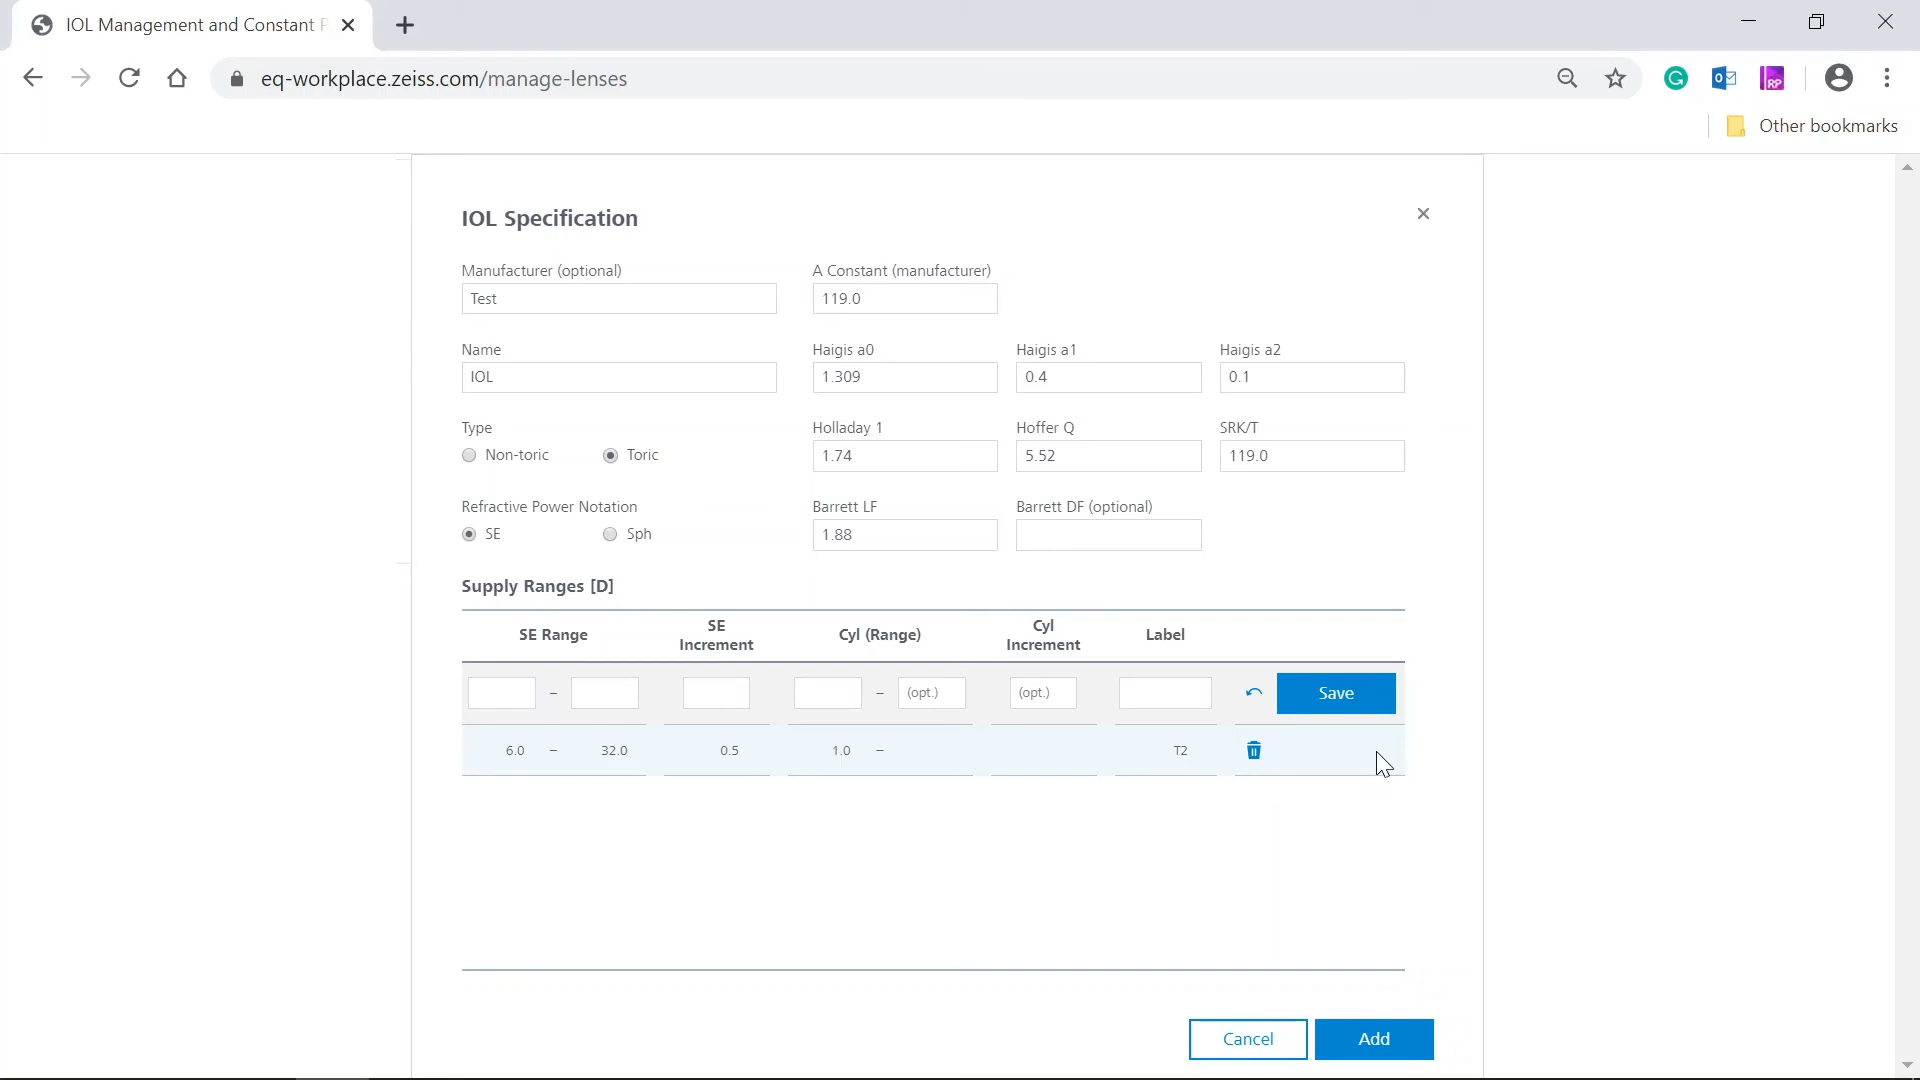 IOL Management and Constant P
eq-workplace.zeiss.com/manage-lenses
Other bookmarks
IOL Specification
Manufacturer (optional)
A Constant (manufacturer)
Test
119.0
Name
Haigis a0
Haigis a1
Haigis a2
IOL
1.309
0.4
0.1
Type
Holladay 1
Hoffer Q
SRK/T
Non-toric
Toric
1.74
5.52
119.0
Refractive Power Notation
Barrett LF
Barrett DF (optional)
SE
Sph
1.88
Supply Ranges [D]
SE Range
SE Increment
Cyl (Range)
Cyl Increment
Label
– – (opt.) (opt.) Save
6.0 – 32.0 0.5 1.0 – T2
Cancel
Add